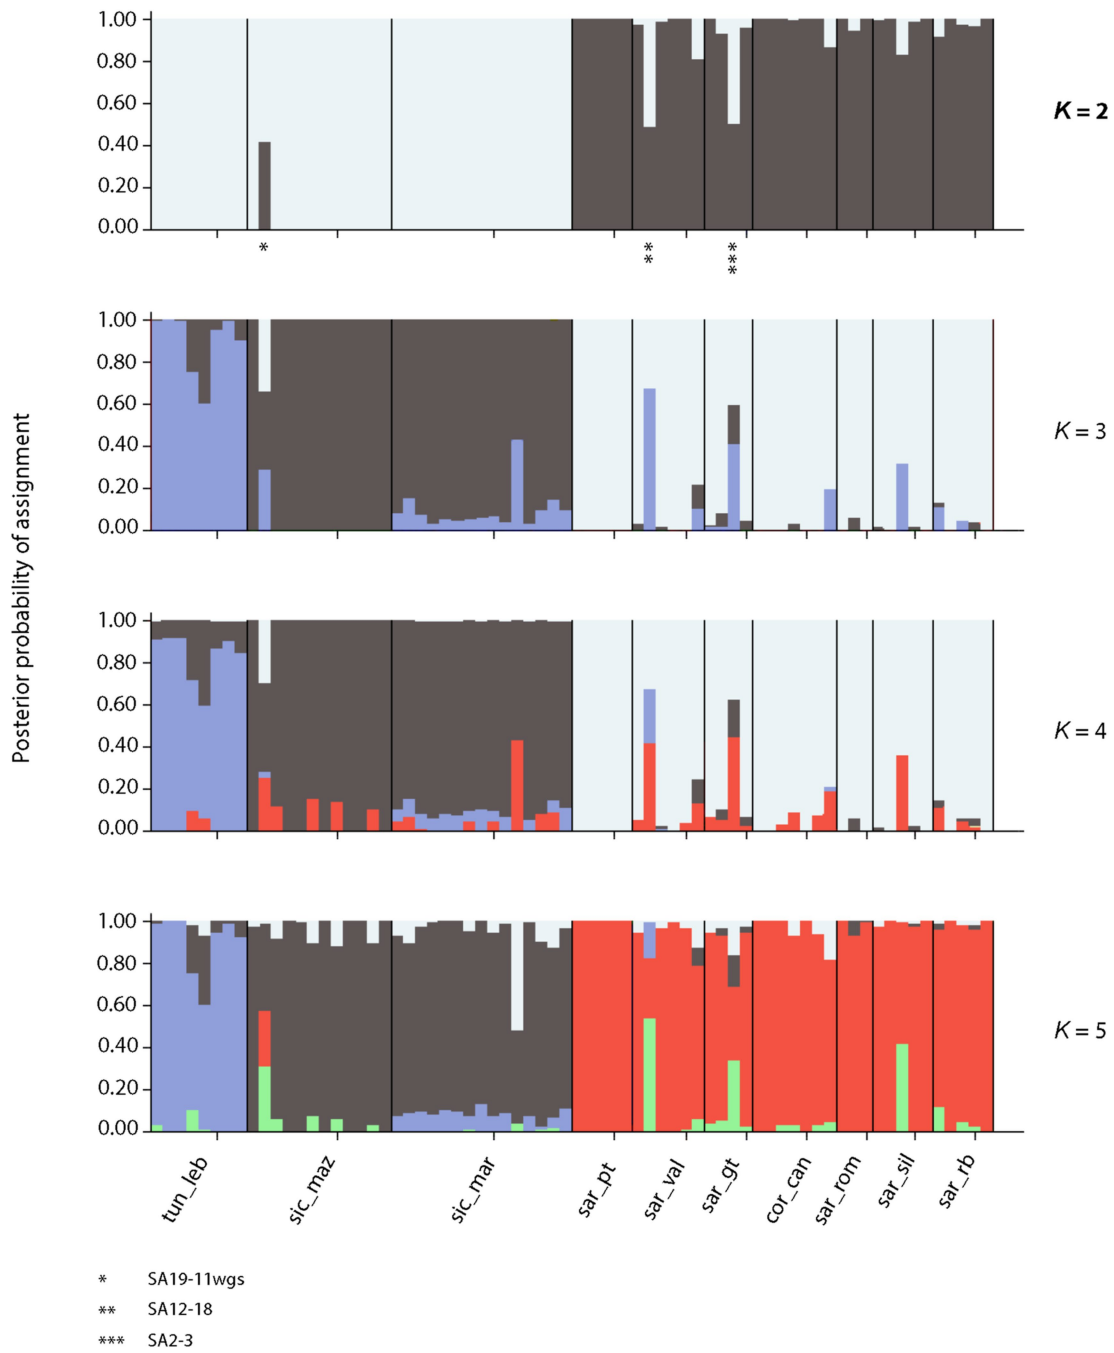 1.00
0.80
0.60
0.40
0.20
0.00
K = 2
*
**
***
1.00
0.80
0.60
0.40
0.20
0.00
K = 3
Posterior probability of assignment
1.00
0.80
0.60
0.40
0.20
0.00
K = 4
1.00
0.80
0.60
0.40
0.20
0.00
K = 5
tun_leb
sic_maz
sic_mar
sar_pt
sar_val
sar_gt
cor_can
sar_rom
sar_sil
sar_rb
* SA19-11wgs
** SA12-18
*** SA2-3